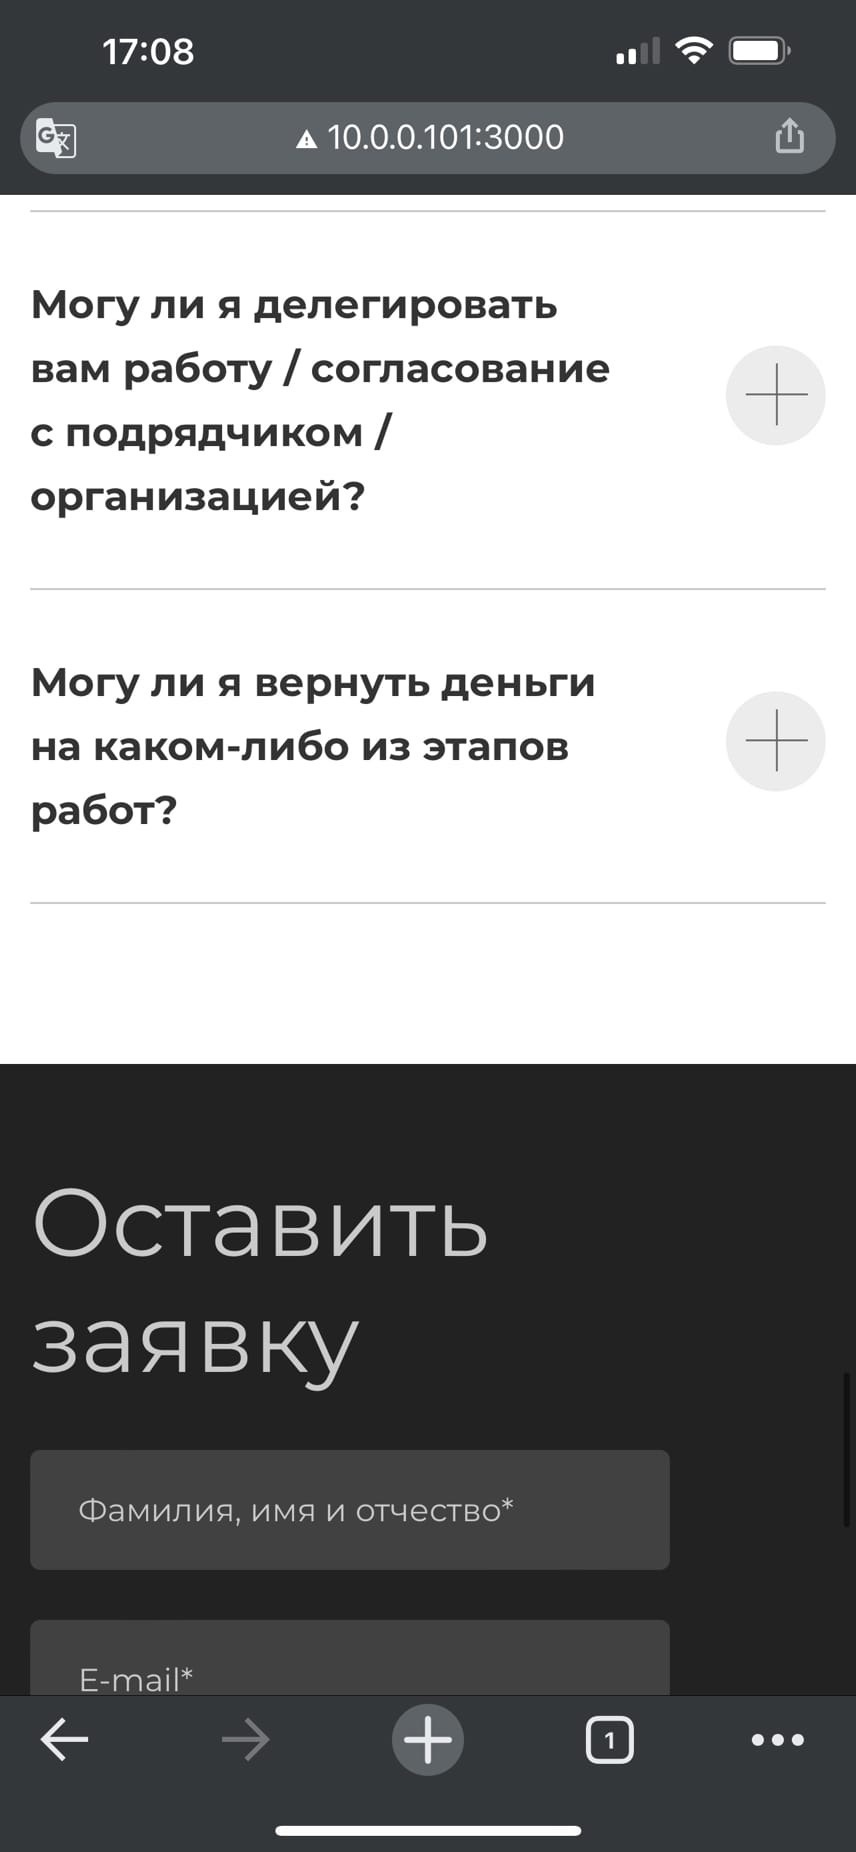 17:08
10.0.0.101:3000
Могу ли я делегировать
вам работу / согласование
с подрядчиком /
организацией?
Могу ли я вернуть деньги
на каком-либо из этапов
работ?
Оставить
заявку
Фамилия, имя и отчество*
E-mail*
1